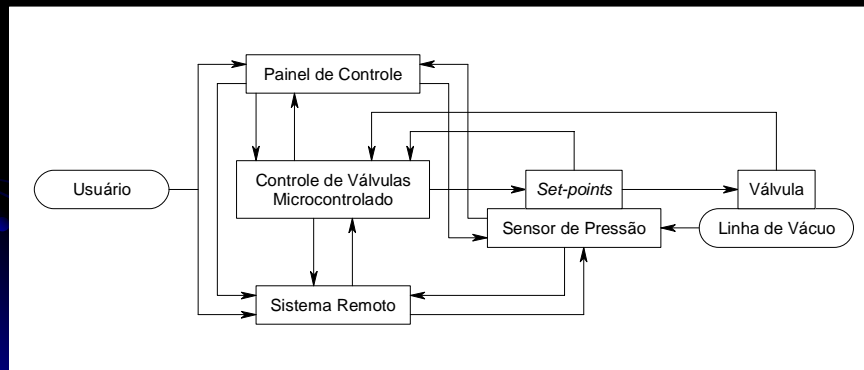 Painel de Controle
Usuário
Controle de Válvulas
Microcontrolado
Set-points
Válvula
Sensor de Pressão
Linha de Vácuo
Sistema Remoto